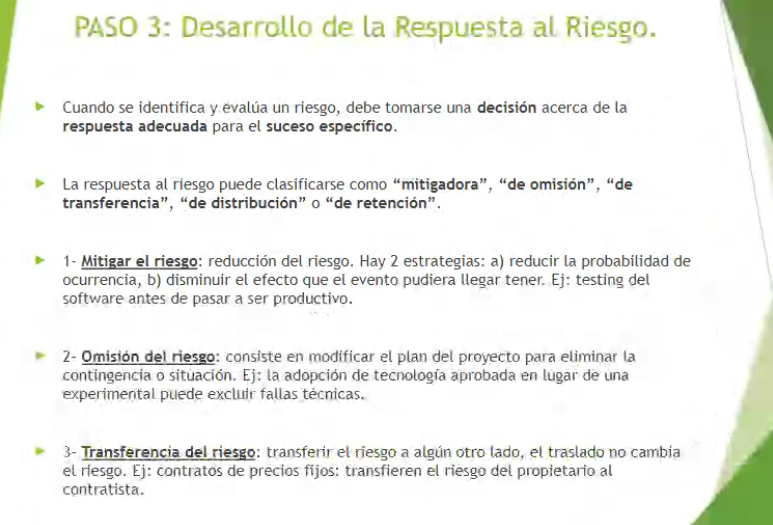 PASO 3: Desarrollo de la Respuesta al Riesgo.
Cuando se identifica y evalúa un riesgo, debe tomarse una decisión acerca de la
respuesta adecuada para el suceso específico.
La respuesta al riesgo puede clasificarse como “mitigadora”, “de omisión”, “de
transferencia”, “de distribución” o “de retención”.
1- Mitigar el riesgo: reducción del riesgo. Hay 2 estrategias: a) reducir la probabilidad de
ocurrencia, b) disminuir el efecto que el evento pudiera llegar tener. Ej: testing del
software antes de pasar a ser productivo.
2- Omisión del riesgo: consiste en modificar el plan del proyecto para eliminar la
contingencia o situación. Ej: la adopción de tecnología aprobada en lugar de una
experimental puede excluir fallas técnicas.
3- Transferencia del riesgo: transferir el riesgo a algún otro lado, el traslado no cambia
el riesgo. Ej: contratos de precios fijos: transfieren el riesgo del propietario al
contratista.